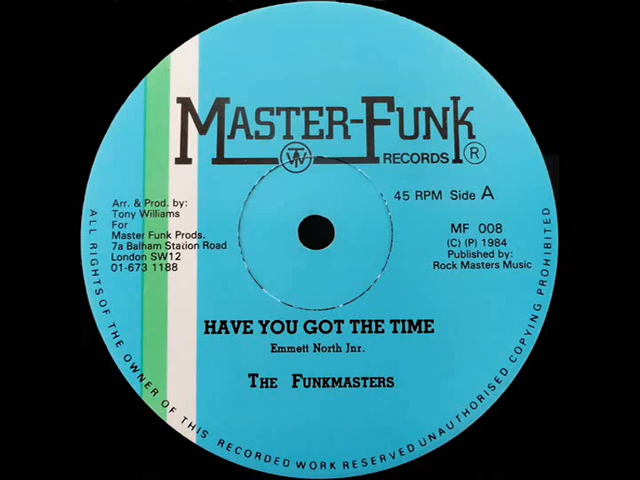 MASTER-FUNK
TW
RECORDS ®
Arr. & Prod. by:
Tony Williams
For
Master Funk Prods.
7a Balham Station Road
London SW12
01-673 1188
45 RPM Side A
MF 008
(C) (P) 1984
Published by:
Rock Masters Music
HAVE YOU GOT THE TIME
Emmett North Jnr.
THE FUNKMASTERS
ALL RIGHTS OF THE OWNER OF THIS RECORDED WORK RESERVED UNAUTHORISED COPYING PROHIBITED